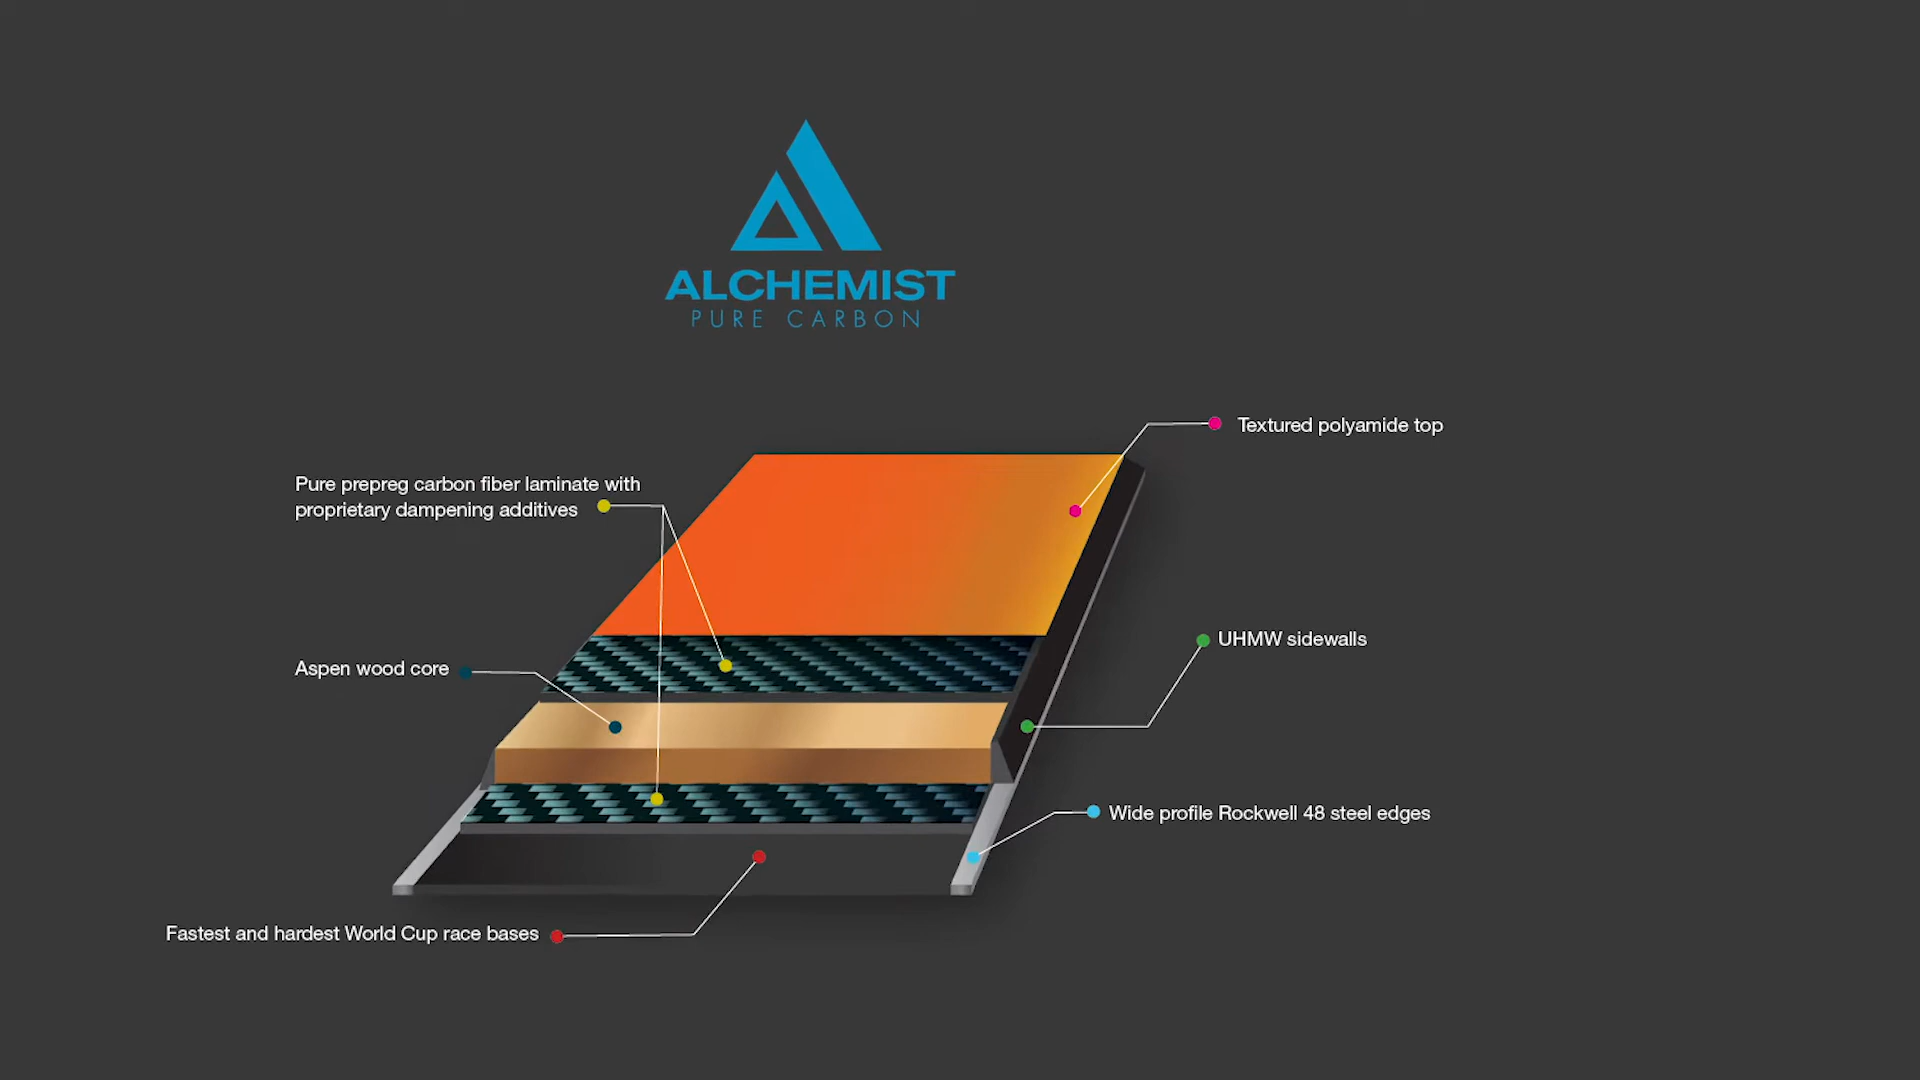 ALCHEMIST
PURE CARBON
Textured polyamide top
Pure prepreg carbon fiber laminate with
proprietary dampening additives
UHMW sidewalls
Aspen wood core
Wide profile Rockwell 48 steel edges
Fastest and hardest World Cup race bases